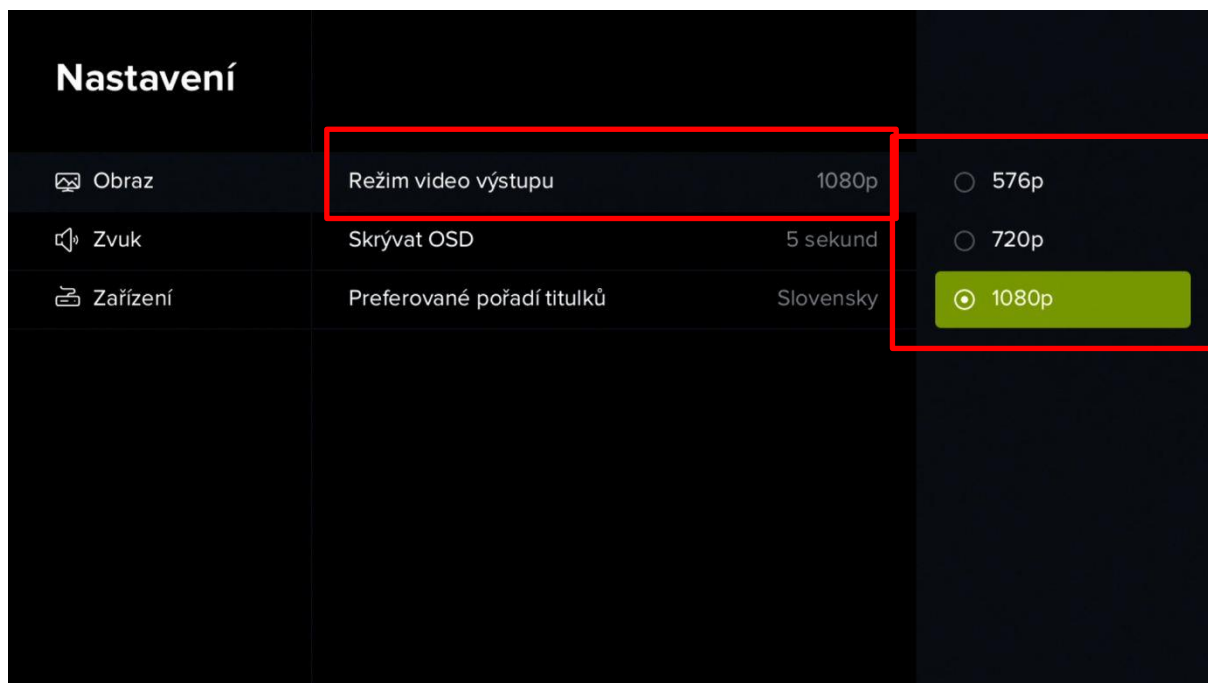 Nastavení
Obraz
Režim video výstupu 1080p
576p
Zvuk
Skrývat OSD 5 sekund
720p
Zařízení
Preferované pořadí titulků Slovensky
1080p